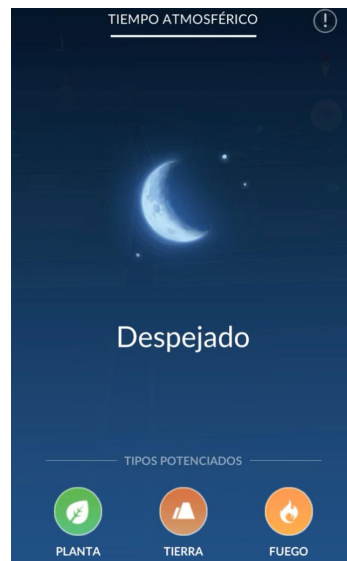 TIEMPO ATMOSFÉRICO
Despejado
TIPOS POTENCIADOS
PLANTA TIERRA FUEGO